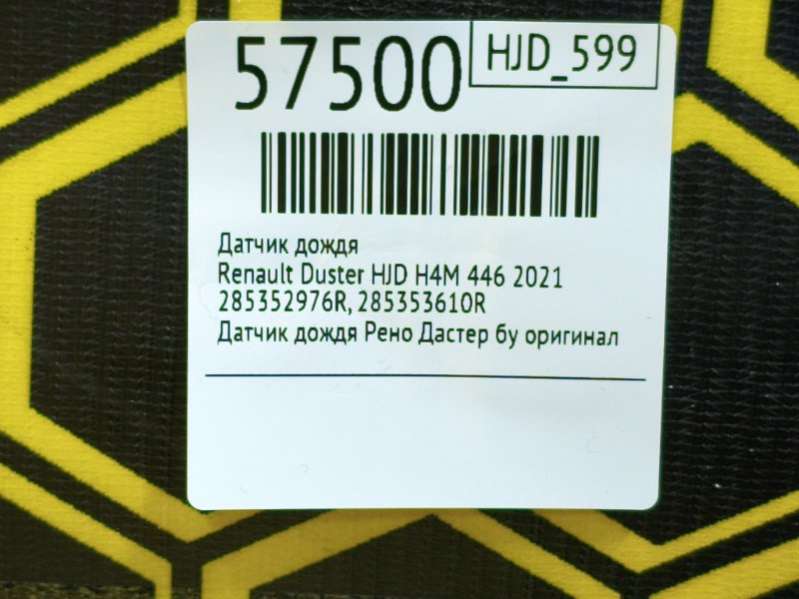 57500
HJD_599
Датчик дождя
Renault Duster HJD H4M 446 2021
285352976R, 285353610R
Датчик дождя Рено Дастер бу оригинал